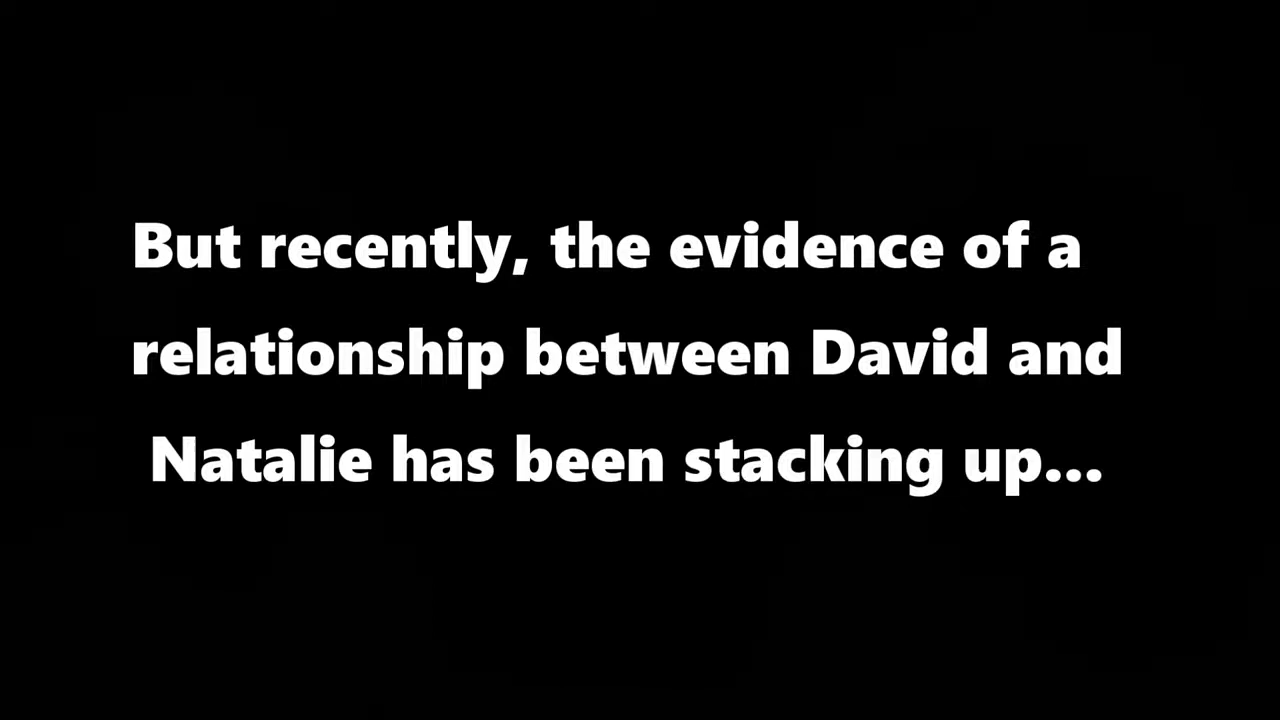 But recently, the evidence of a
relationship between David and
Natalie has been stacking up...